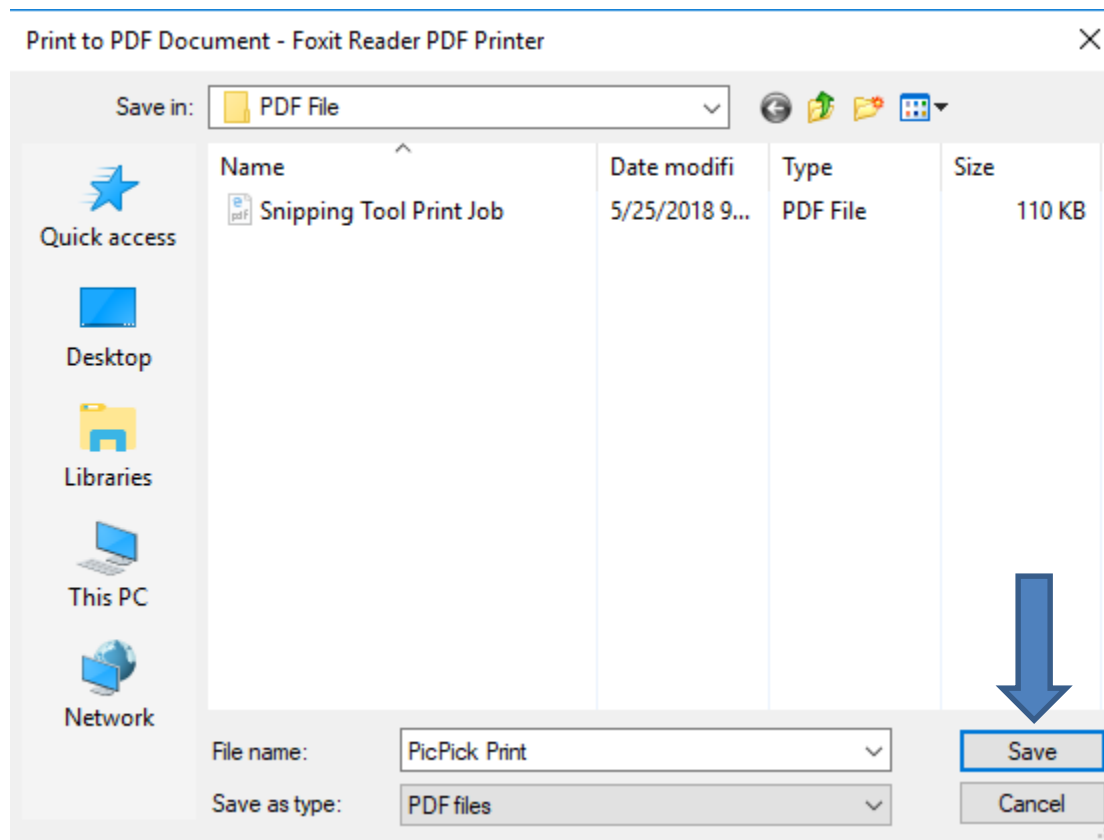 Print to PDF Document - Foxit Reader PDF Printer
Save in: PDF File
Name Date modifi Type Size
Snipping Tool Print Job 5/25/2018 9... PDF File 110 KB
Quick access
Desktop
Libraries
This PC
Network
File name: PicPick Print Save
Save as type: PDF files Cancel